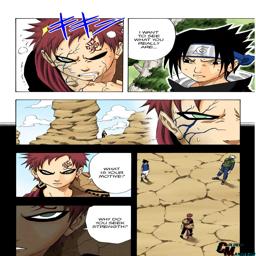 I WANT
TO SEE
WHAT YOU
REALLY
ARE...
WHAT
IS YOUR
MOTIVE?
WHY DO
YOU SEEK
STRENGTH?